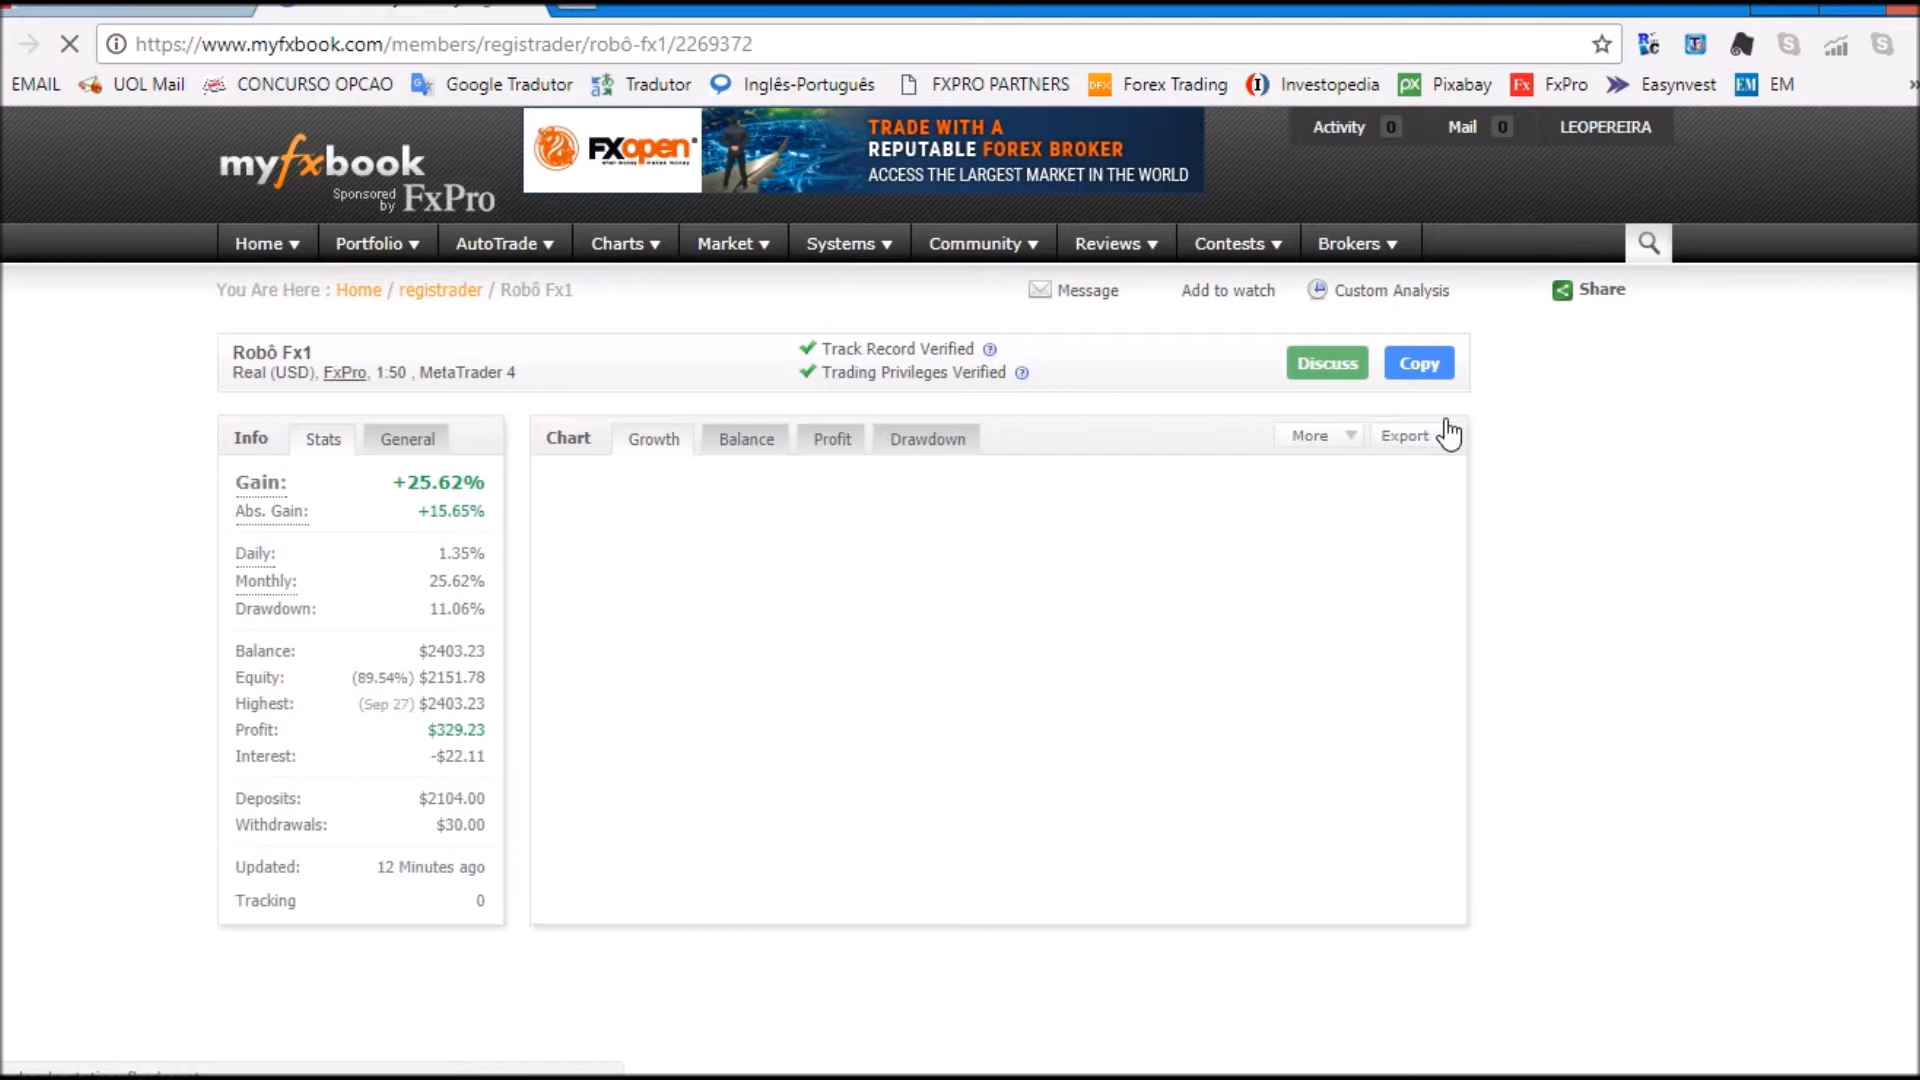 https://www.myfxbook.com/members/registrader/robô-fx1/2269372
EMAIL UOL Mail CONCURSO OPCAO Google Tradutor Tradutor Inglês-Português FXPRO PARTNERS DFX Forex Trading Investopedia px Pixabay Fx FxPro Easynvest EM EM »
myfxbook
Sponsored by FxPro
FXopen
TRADE WITH A
REPUTABLE FOREX BROKER
ACCESS THE LARGEST MARKET IN THE WORLD
Activity 0 Mail 0 LEOPEREIRA
Home Portfolio AutoTrade Charts Market Systems Community Reviews Contests Brokers
You Are Here : Home / registrader / Robô Fx1 Message Add to watch Custom Analysis Share
Robô Fx1
Real (USD), FxPro, 1:50 , MetaTrader 4
Track Record Verified
Trading Privileges Verified
Discuss Copy
Info Stats General
Chart Growth Balance Profit Drawdown More Export
Gain: +25.62%
Abs. Gain: +15.65%
Daily: 1.35%
Monthly: 25.62%
Drawdown: 11.06%
Balance: $2403.23
Equity: (89.54%) $2151.78
Highest: (Sep 27) $2403.23
Profit: $329.23
Interest: -$22.11
Deposits: $2104.00
Withdrawals: $30.00
Updated: 12 Minutes ago
Tracking 0